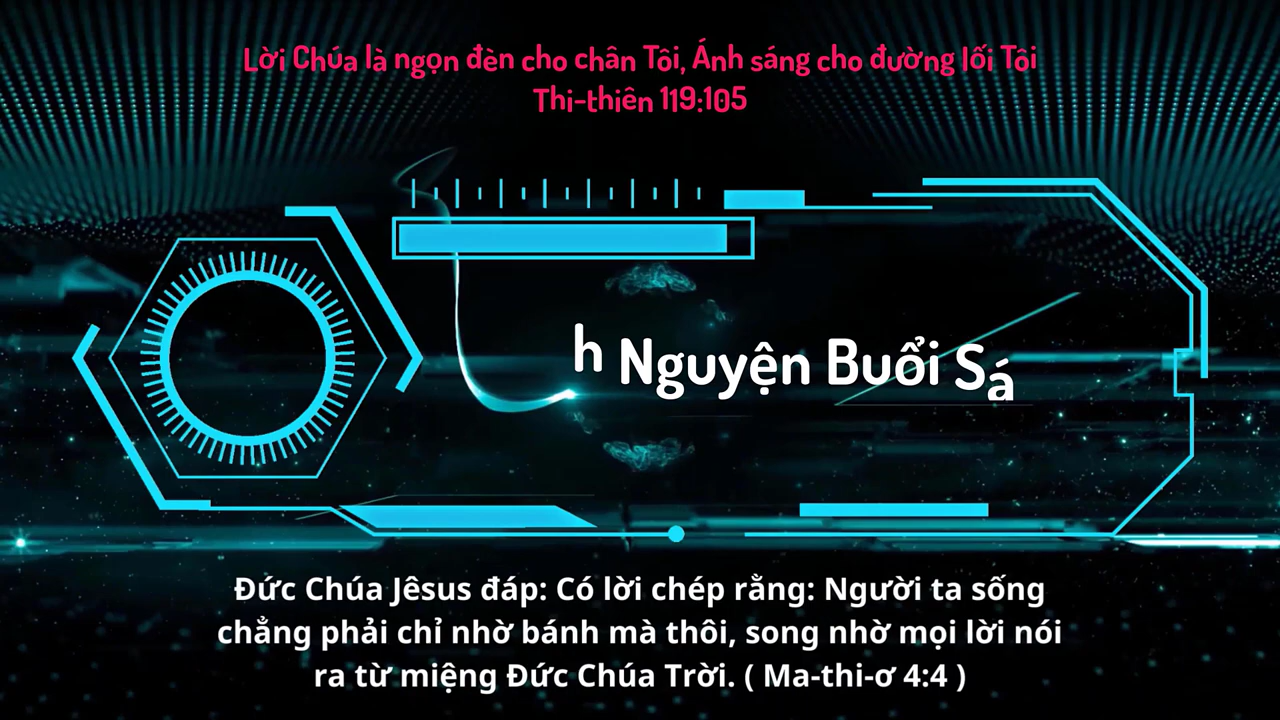 Lời Chúa là ngọn đèn cho chân Tôi, Ánh sáng cho đường lối Tôi
Thi-thiên 119:105
h Nguyện Buổi Sá
Đức Chúa Jêsus đáp: Có lời chép rằng: Người ta sống
chẳng phải chỉ nhờ bánh mà thôi, song nhờ mọi lời nói
ra từ miệng Đức Chúa Trời. ( Ma-thi-ơ 4:4 )